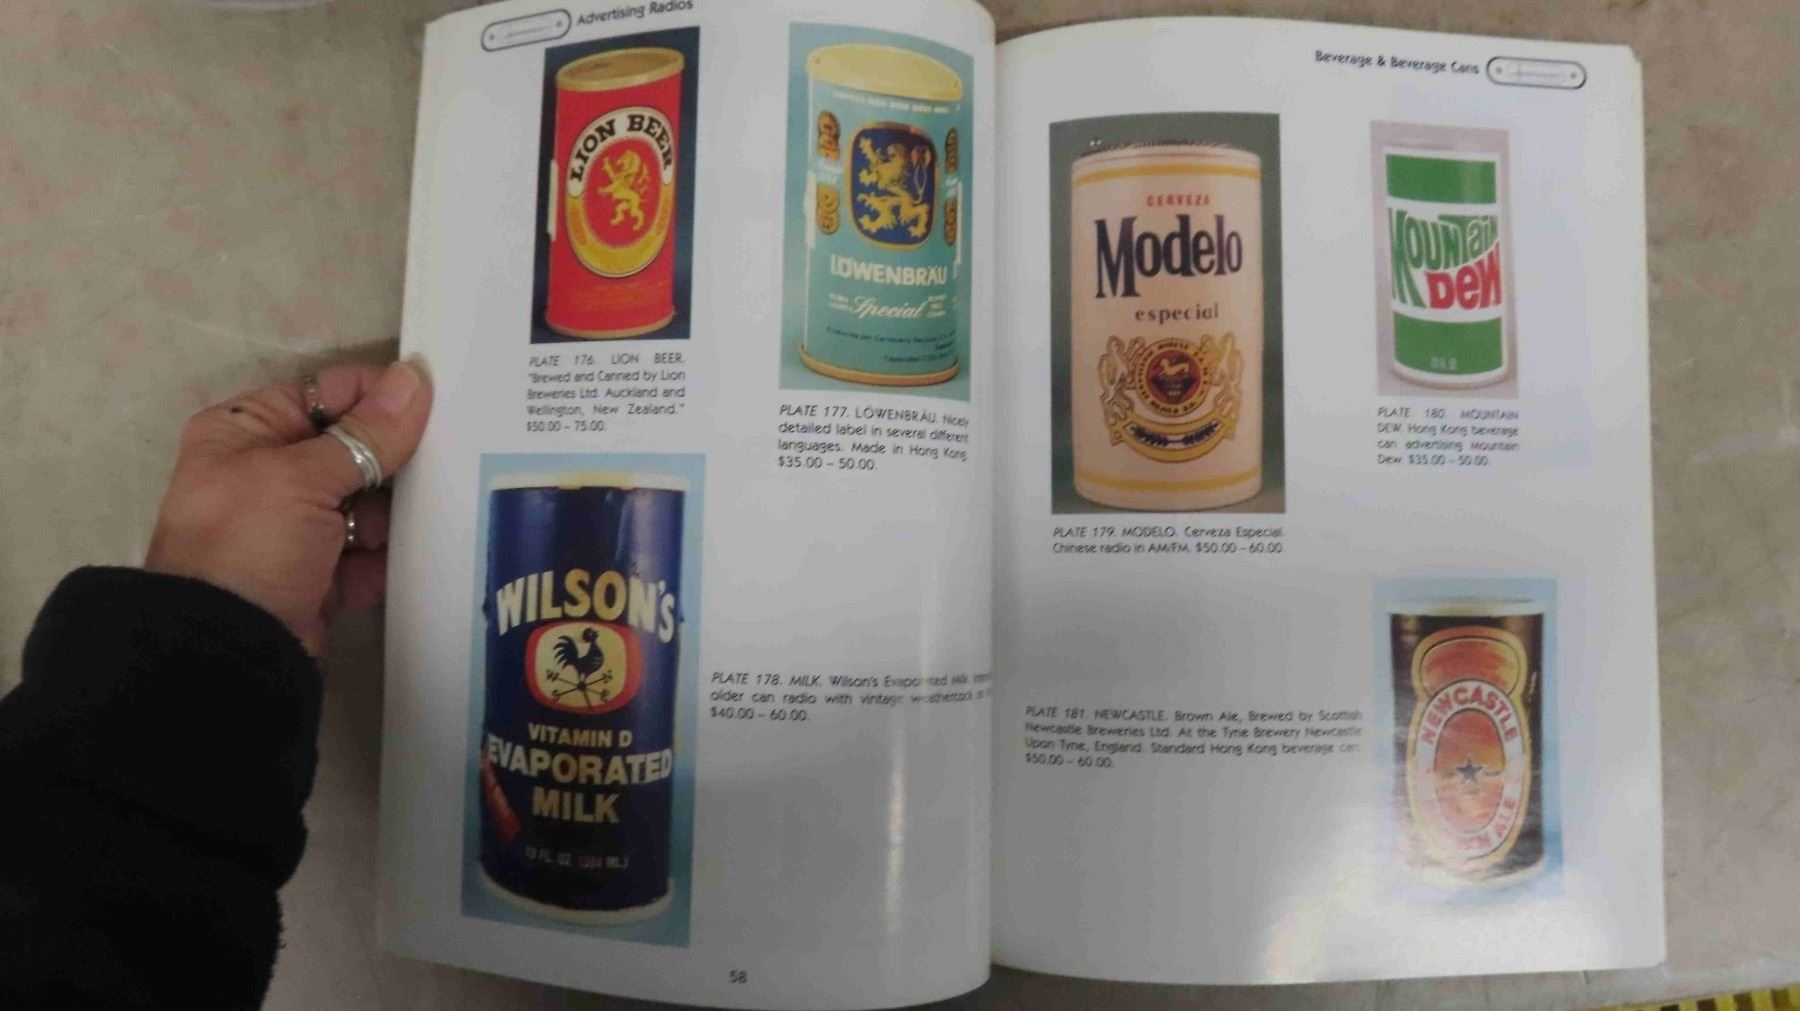 Advertising Radios
LION BEER
PLATE 176. LION BEER.
"Brewed and Canned by Lion
Breweries Ltd. Auckland and
Wellington, New Zealand."
$50.00 – 75.00.
LÖWENBRÄU
Special
PLATE 177. LÖWENBRÄU. Nicely
detailed label in several different
languages. Made in Hong Kong.
$35.00 – 50.00.
WILSON'S
VITAMIN D
EVAPORATED
MILK
13 FL. OZ. (384 ML.)
PLATE 178. MILK. Wilson's Evaporated Milk.
older can radio with vintage weathercock
$40.00 – 60.00.
58
Beverage & Beverage Cans
CERVEZA
Modelo
especial
PLATE 179. MODELO. Cerveza Especial.
Chinese radio in AM/FM. $50.00 – 60.00.
MOUNTAIN
DEW
PLATE 180. MOUNTAIN
DEW. Hong Kong beverage
can advertising Mountain
Dew. $35.00 – 50.00.
PLATE 181. NEWCASTLE. Brown Ale, Brewed by Scottish
Newcastle Breweries Ltd. At the Tyne Brewery Newcastle
Upon Tyne, England. Standard Hong Kong beverage can.
$50.00 – 60.00.
NEWCASTLE
ALE